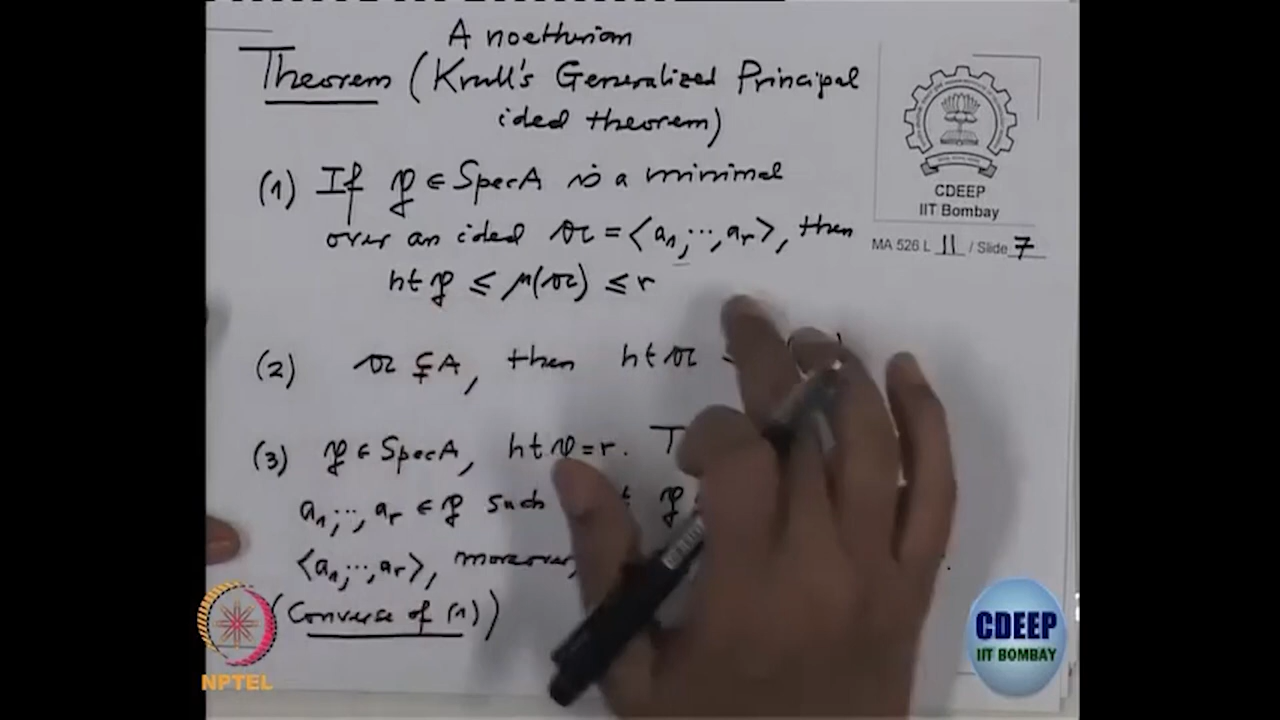 A noetherian
Theorem (Krull's Generalized Principal
ideal theorem)
(1) If 𝔭 ∈ Spec A is a minimal
over an ideal 𝔞 = ⟨a₁,...,aᵣ⟩, then
ht 𝔭 ≤ μ(𝔞) ≤ r
(2) 𝔞 ⊊ A, then ht 𝔞
(3) 𝔭 ∈ Spec A, ht 𝔭 = r.
a₁,...,aᵣ ∈ 𝔭 such 𝔭
⟨a₁,...,aᵣ⟩, moreover,
(Converse of (1))
CDEEP
IIT Bombay
MA 526 L 11 / Slide 7
NPTEL
CDEEP
IIT BOMBAY